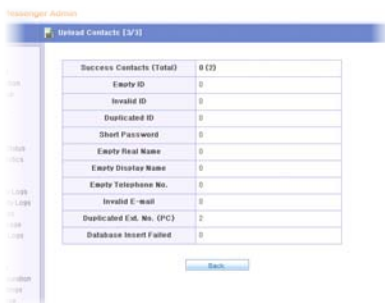 Messenger Admin
Upload Contacts [3/3]
Success Contacts (Total) 0 (2)
Empty ID 0
Invalid ID 0
Duplicated ID 0
Short Password 0
Empty Real Name 0
Empty Display Name 0
Empty Telephone No. 0
Invalid E-mail 0
Duplicated Ext. No. (PC) 2
Database Insert Failed 0
Back